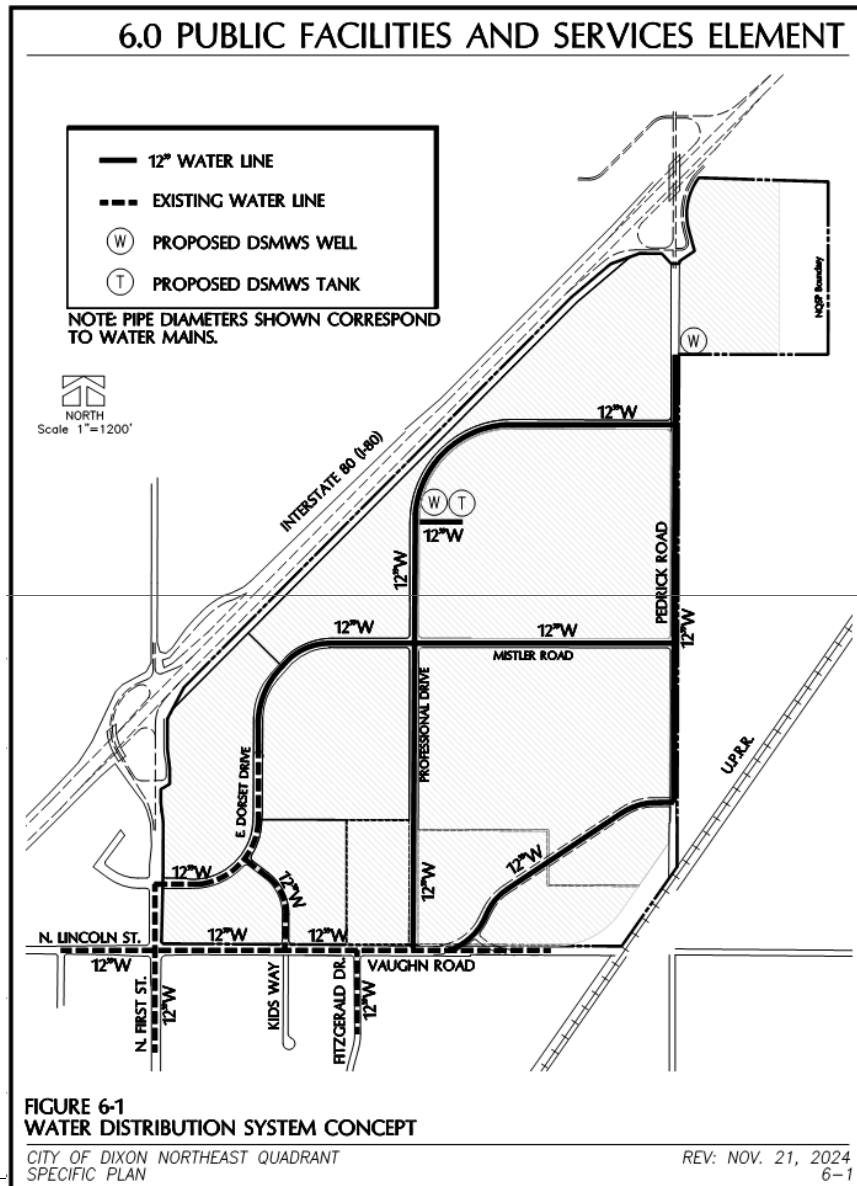 6.0 PUBLIC FACILITIES AND SERVICES ELEMENT
12" WATER LINE
EXISTING WATER LINE
W PROPOSED DSMWS WELL
T PROPOSED DSMWS TANK
NOTE: PIPE DIAMETERS SHOWN CORRESPOND
TO WATER MAINS.
NORTH
Scale 1"=1200'
NQSP Boundary
W
12"W
INTERSTATE 80 (I-80)
W T
12"W
12"W
PEDRICK ROAD
12"W
12"W
12"W
MISTLER ROAD
PROFESSIONAL DRIVE
E. DORSET DRIVE
U.P.R.R.
12"W
12"W
12"W
12"W
N. LINCOLN ST.
12"W
12"W
12"W
VAUGHN ROAD
N. FIRST ST.
12"W
KIDS WAY
FITZGERALD DR.
12"W
FIGURE 6-1
WATER DISTRIBUTION SYSTEM CONCEPT
CITY OF DIXON NORTHEAST QUADRANT
SPECIFIC PLAN
REV: NOV. 21, 2024
6-1